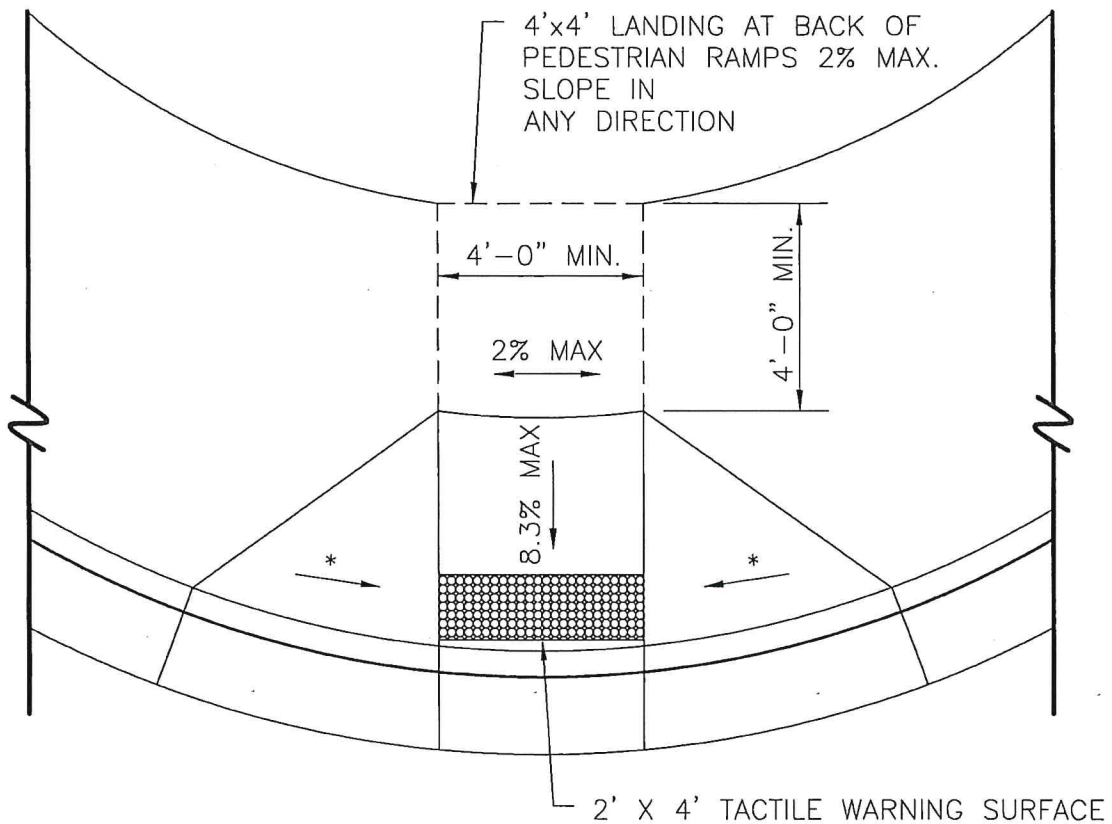 4'x4' LANDING AT BACK OF
PEDESTRIAN RAMPS 2% MAX.
SLOPE IN
ANY DIRECTION
4'-0" MIN.
4'-0" MIN.
2% MAX
8.3% MAX
*
*
2' X 4' TACTILE WARNING SURFACE